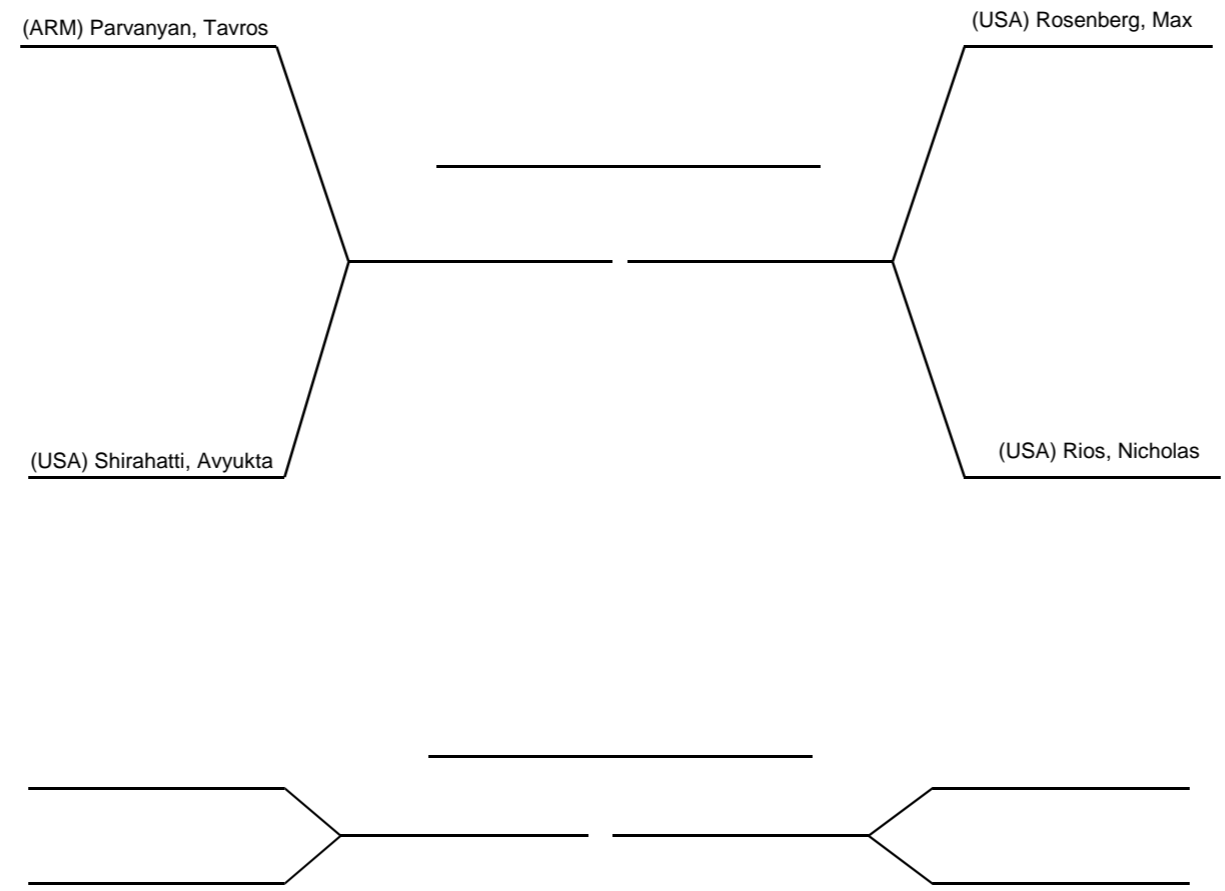 (ARM) Parvanyan, Tavros
(USA) Rosenberg, Max
(USA) Shirahatti, Avyukta
(USA) Rios, Nicholas